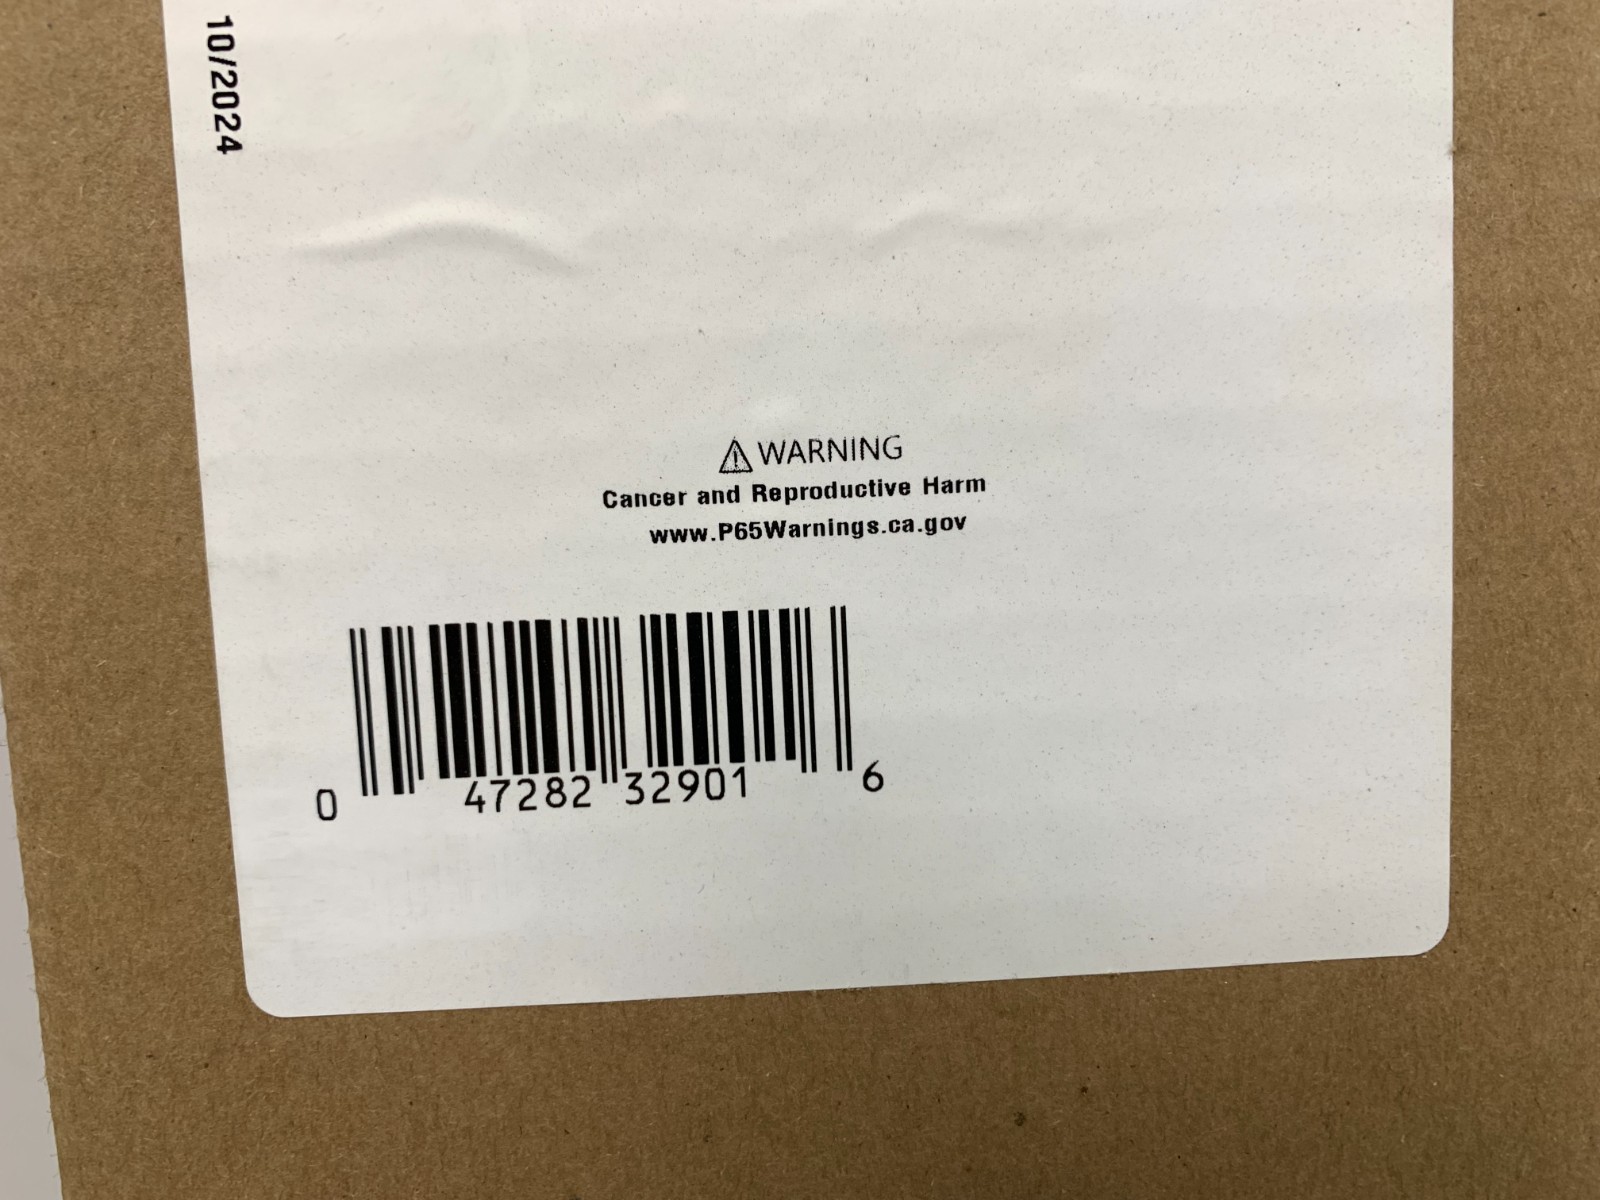 10/2024
⚠ WARNING
Cancer and Reproductive Harm
www.P65Warnings.ca.gov
0 47282 32901 6